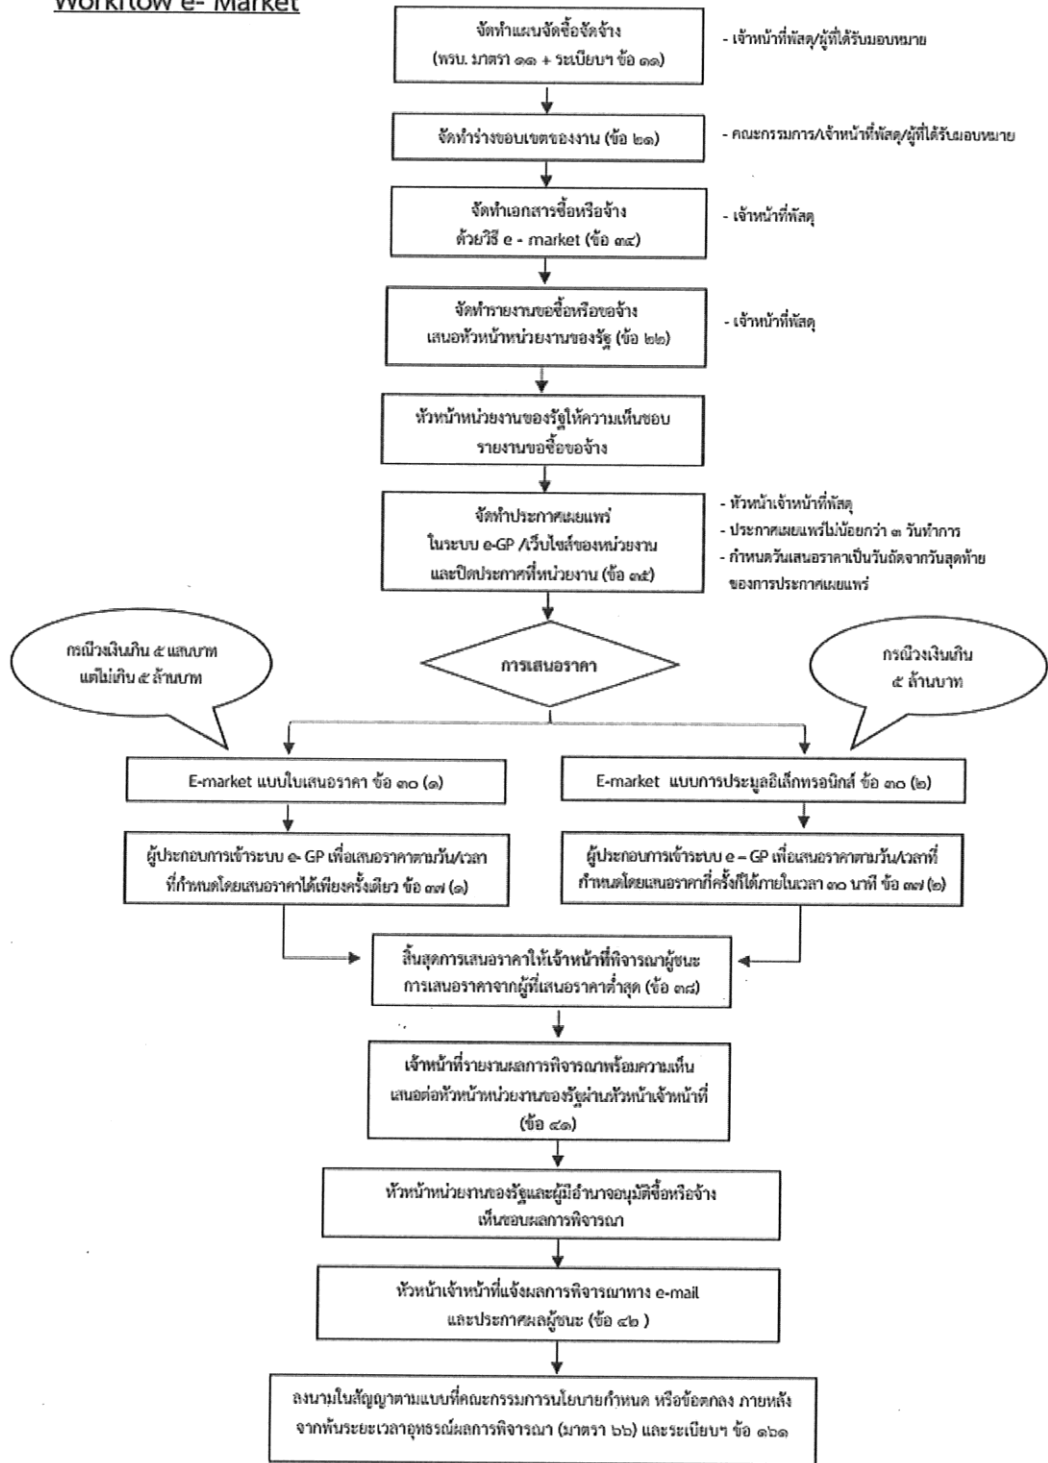 Workflow e- Market
จัดทำแผนจัดซื้อจัดจ้าง
(พรบ. มาตรา ๑๑ + ระเบียบฯ ข้อ ๑๑)
- เจ้าหน้าที่พัสดุ/ผู้ที่ได้รับมอบหมาย
จัดทำร่างขอบเขตของงาน (ข้อ ๒๑)
- คณะกรรมการ/เจ้าหน้าที่พัสดุ/ผู้ที่ได้รับมอบหมาย
จัดทำเอกสารซื้อหรือจ้าง
ด้วยวิธี e - market (ข้อ ๓๔)
- เจ้าหน้าที่พัสดุ
จัดทำรายงานขอซื้อหรือขอจ้าง
เสนอหัวหน้าหน่วยงานของรัฐ (ข้อ ๒๒)
- เจ้าหน้าที่พัสดุ
หัวหน้าหน่วยงานของรัฐให้ความเห็นชอบ
รายงานขอซื้อขอจ้าง
จัดทำประกาศเผยแพร่
ในระบบ e-GP /เว็บไซส์ของหน่วยงาน
และปิดประกาศที่หน่วยงาน (ข้อ ๓๕)
- หัวหน้าเจ้าหน้าที่พัสดุ
- ประกาศเผยแพร่ไม่น้อยกว่า ๓ วันทำการ
- กำหนดวันเสนอราคาเป็นวันถัดจากวันสุดท้าย
ของการประกาศเผยแพร่
กรณีวงเงินเกิน ๕ แสนบาท
แต่ไม่เกิน ๕ ล้านบาท
การเสนอราคา
กรณีวงเงินเกิน
๕ ล้านบาท
E-market แบบใบเสนอราคา ข้อ ๓๐ (๑)
E-market แบบการประมูลอิเล็กทรอนิกส์ ข้อ ๓๐ (๒)
ผู้ประกอบการเข้าระบบ e- GP เพื่อเสนอราคาตามวัน/เวลา
ที่กำหนดโดยเสนอราคาได้เพียงครั้งเดียว ข้อ ๓๗ (๑)
ผู้ประกอบการเข้าระบบ e – GP เพื่อเสนอราคาตามวัน/เวลาที่
กำหนดโดยเสนอราคากี่ครั้งก็ได้ภายในเวลา ๓๐ นาที ข้อ ๓๗ (๒)
สิ้นสุดการเสนอราคาให้เจ้าหน้าที่พิจารณาผู้ชนะ
การเสนอราคาจากผู้ที่เสนอราคาต่ำสุด (ข้อ ๓๘)
เจ้าหน้าที่รายงานผลการพิจารณาพร้อมความเห็น
เสนอต่อหัวหน้าหน่วยงานของรัฐผ่านหัวหน้าเจ้าหน้าที่
(ข้อ ๔๑)
หัวหน้าหน่วยงานของรัฐและผู้มีอำนาจอนุมัติซื้อหรือจ้าง
เห็นชอบผลการพิจารณา
หัวหน้าเจ้าหน้าที่แจ้งผลการพิจารณาทาง e-mail
และประกาศผลผู้ชนะ (ข้อ ๔๒ )
ลงนามในสัญญาตามแบบที่คณะกรรมการนโยบายกำหนด หรือข้อตกลง ภายหลัง
จากพ้นระยะเวลาอุทธรณ์ผลการพิจารณา (มาตรา ๖๖) และระเบียบฯ ข้อ ๑๖๑